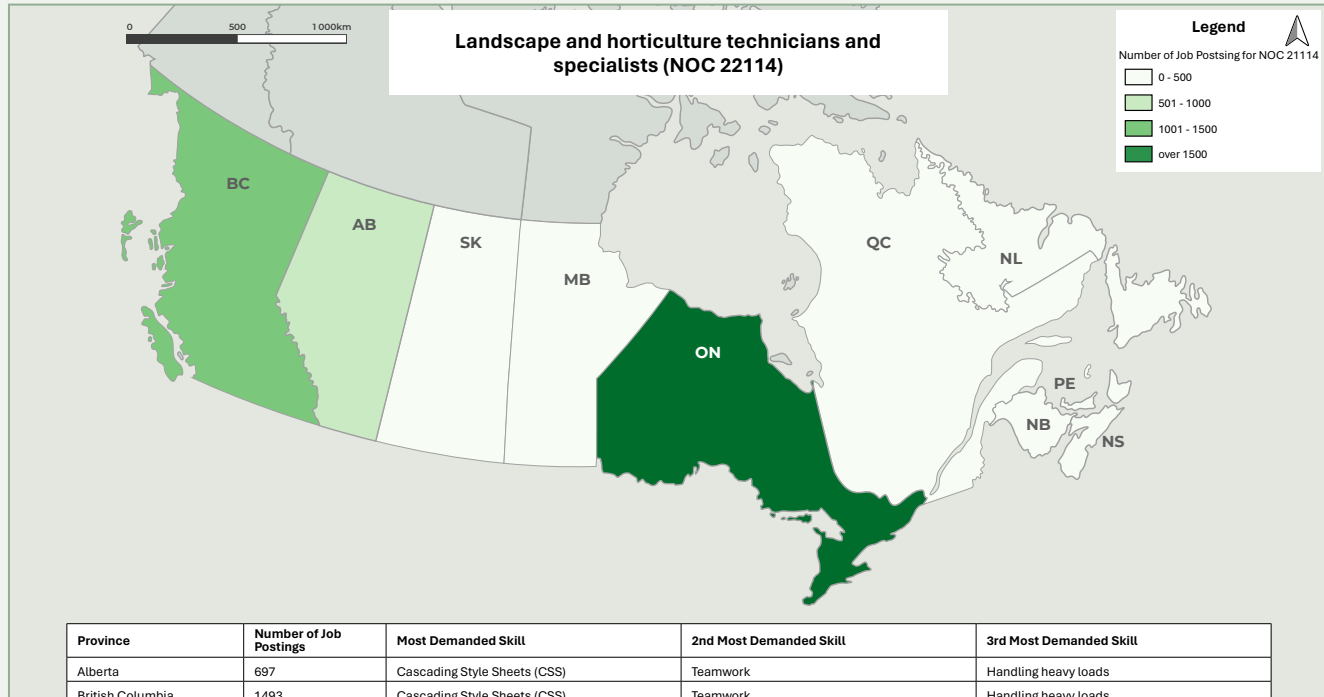 0 500 1 000km
Landscape and horticulture technicians and
specialists (NOC 22114)
Legend
Number of Job Postsing for NOC 21114
0 - 500
501 - 1000
1001 - 1500
over 1500
BC
AB
SK
MB
ON
QC
NL
PE
NB
NS
Province Number of Job Postings Most Demanded Skill 2nd Most Demanded Skill 3rd Most Demanded Skill
Alberta 697 Cascading Style Sheets (CSS) Teamwork Handling heavy loads
British Columbia 1493 Cascading Style Sheets (CSS) Teamwork Handling heavy loads